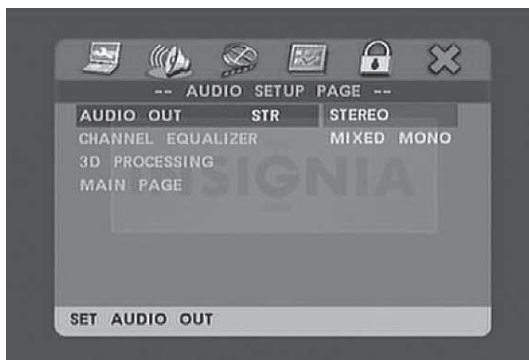 -- AUDIO SETUP PAGE --
AUDIO OUT STR STEREO
CHANNEL EQUALIZER MIXED MONO
3D PROCESSING
MAIN PAGE
INSIGNIA
SET AUDIO OUT